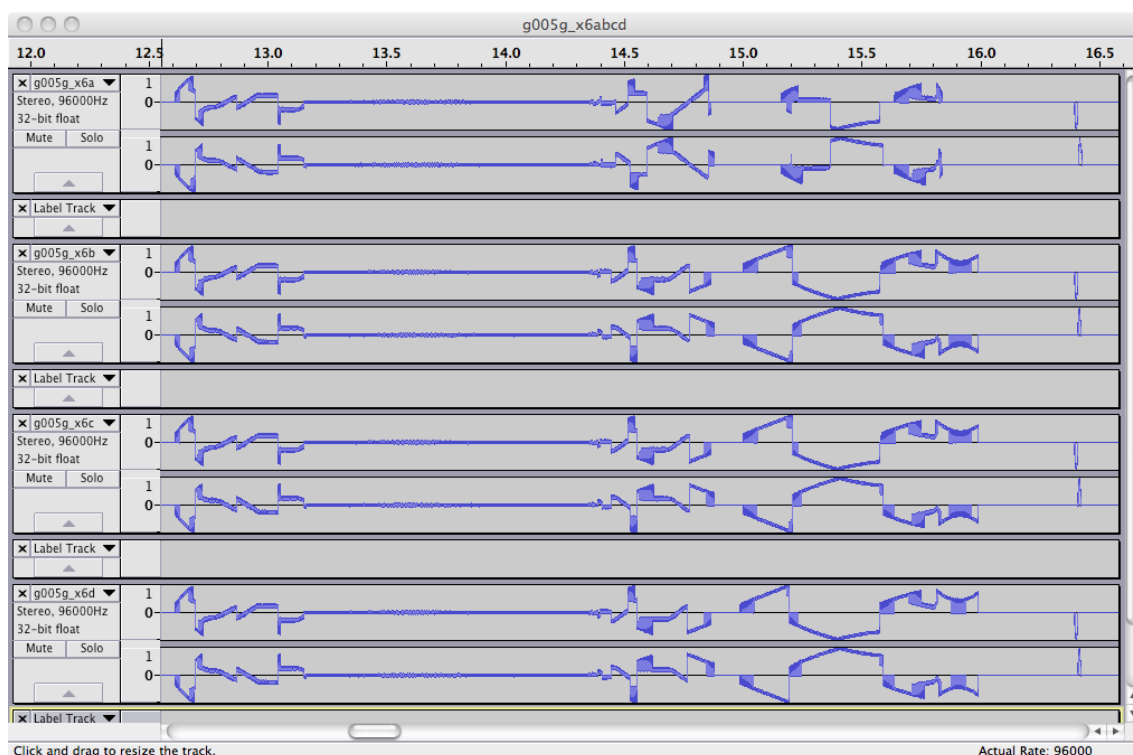 g005g_x6abcd
12.0 12.5 13.0 13.5 14.0 14.5 15.0 15.5 16.0 16.5
× g005g_x6a ▼ 1
Stereo, 96000Hz 0-
32-bit float
Mute Solo 1
0-
× Label Track ▼
× g005g_x6b ▼ 1
Stereo, 96000Hz 0-
32-bit float
Mute Solo 1
0-
× Label Track ▼
× g005g_x6c ▼ 1
Stereo, 96000Hz 0-
32-bit float
Mute Solo 1
0-
× Label Track ▼
× g005g_x6d ▼ 1
Stereo, 96000Hz 0-
32-bit float
Mute Solo 1
0-
× Label Track ▼
Click and drag to resize the track. Actual Rate: 96000